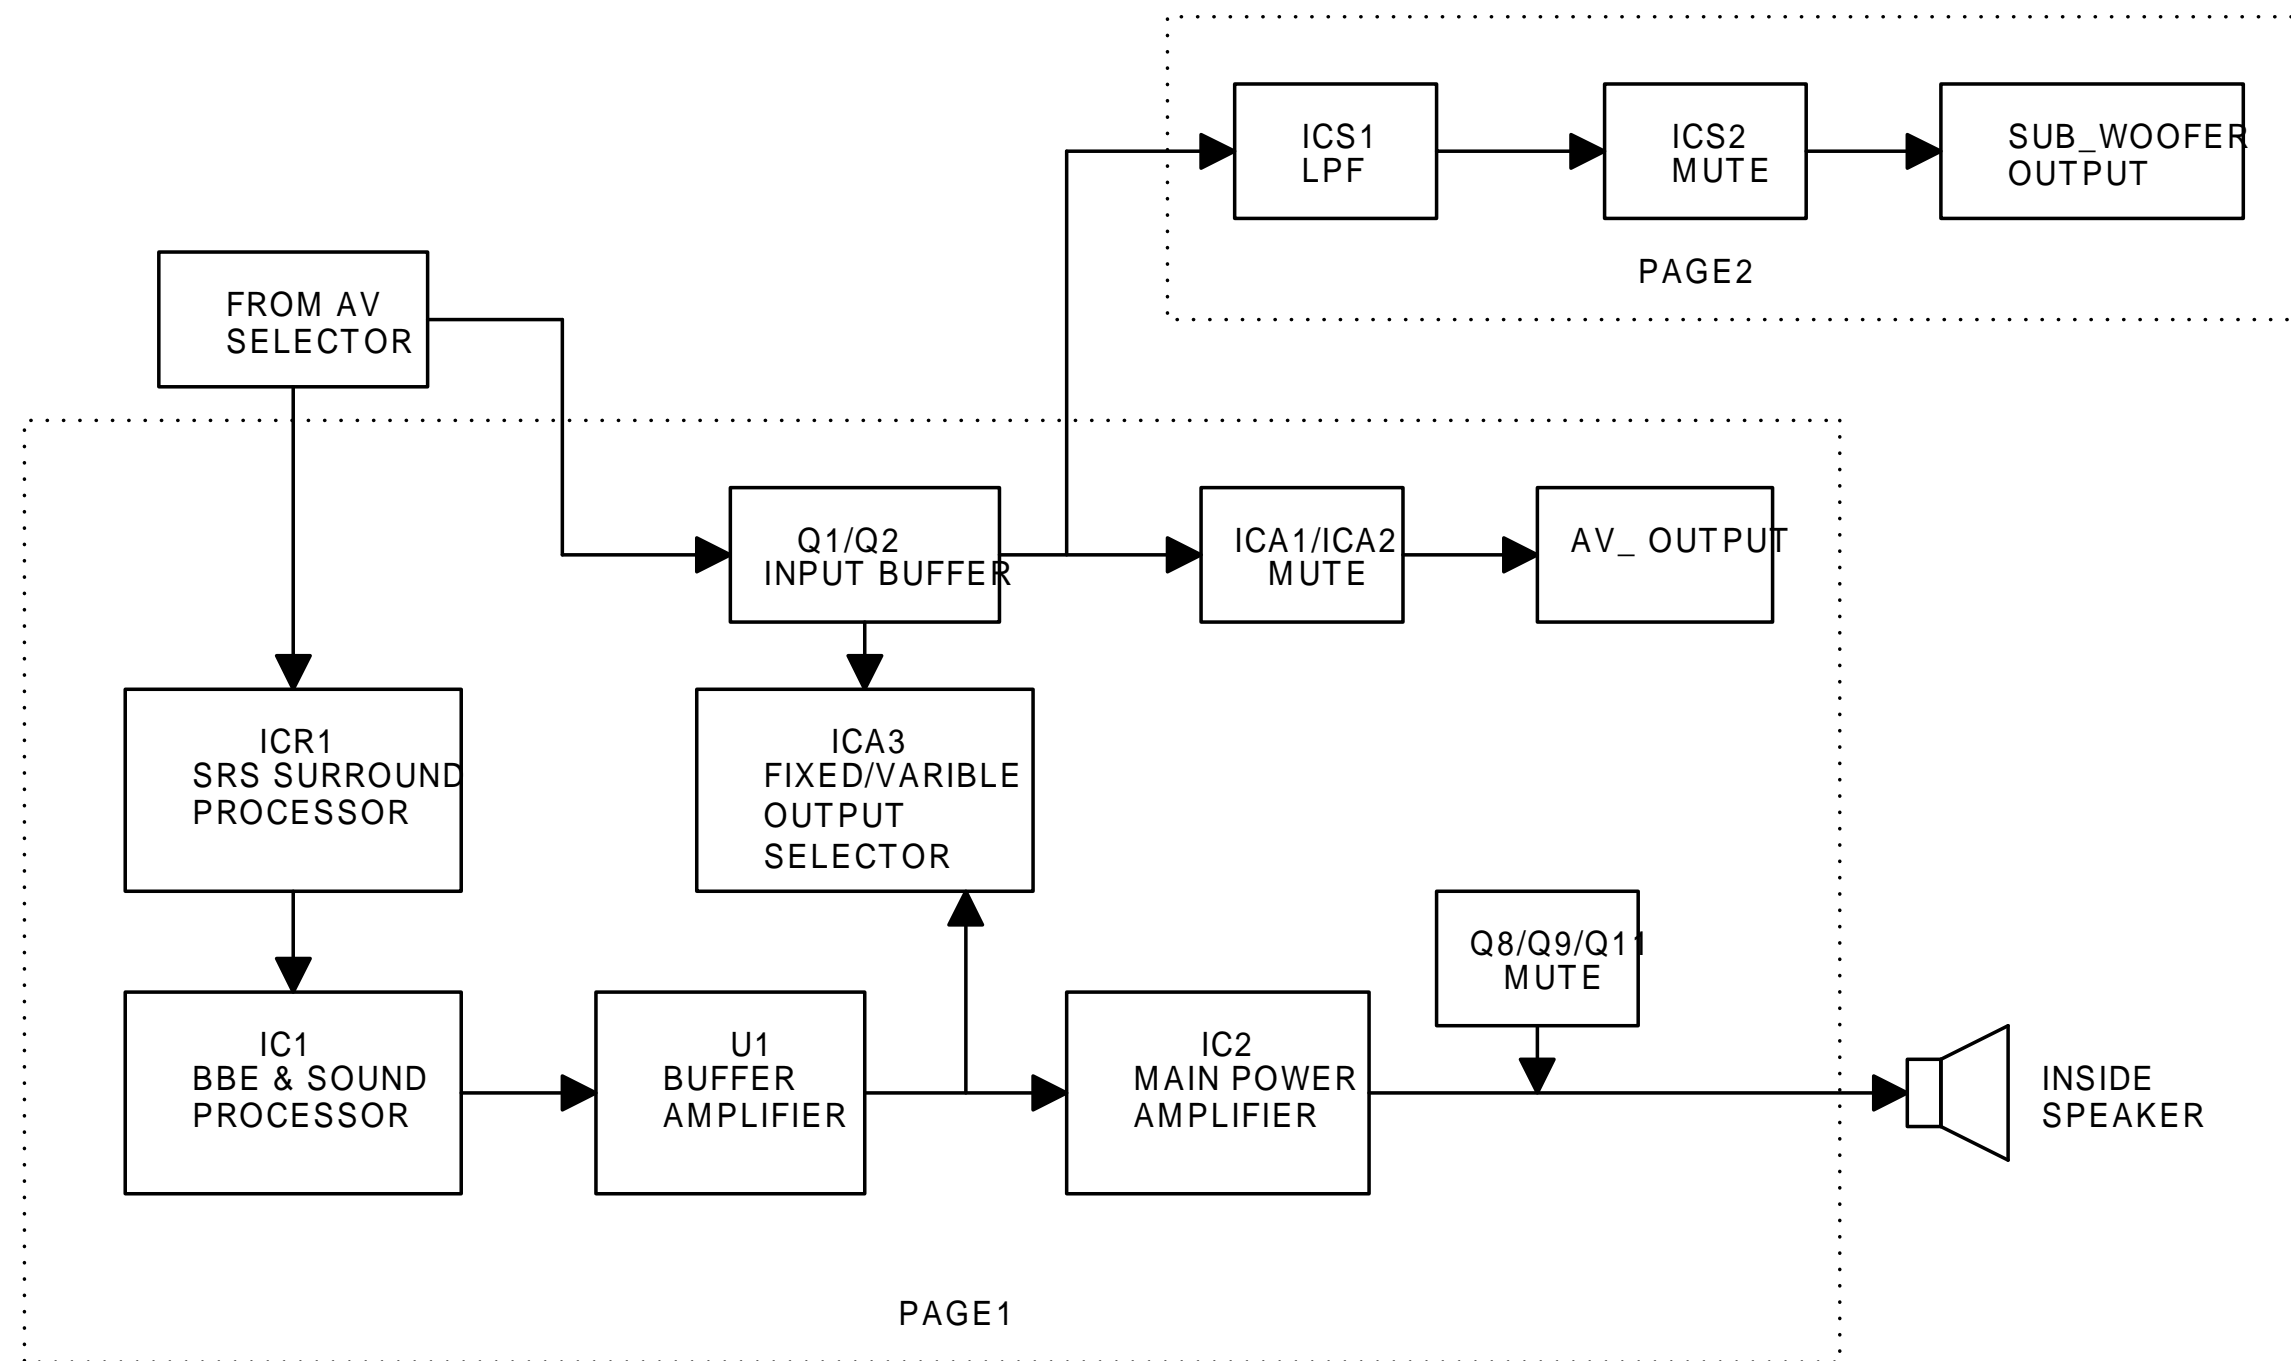 ICS1
LPF
ICS2
MUTE
SUB_WOOFER
OUTPUT
PAGE2
FROM AV
SELECTOR
Q1/Q2
INPUT BUFFER
ICA1/ICA2
MUTE
AV_ OUTPUT
ICR1
SRS SURROUND
PROCESSOR
ICA3
FIXED/VARIBLE
OUTPUT
SELECTOR
Q8/Q9/Q11
MUTE
IC1
BBE & SOUND
PROCESSOR
U1
BUFFER
AMPLIFIER
IC2
MAIN POWER
AMPLIFIER
INSIDE
SPEAKER
PAGE1